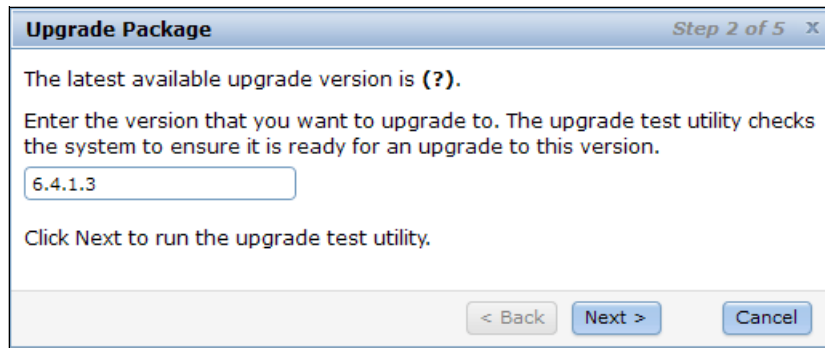 Upgrade Package Step 2 of 5 x
The latest available upgrade version is (?).
Enter the version that you want to upgrade to. The upgrade test utility checks
the system to ensure it is ready for an upgrade to this version.
6.4.1.3
Click Next to run the upgrade test utility.
< Back Next > Cancel